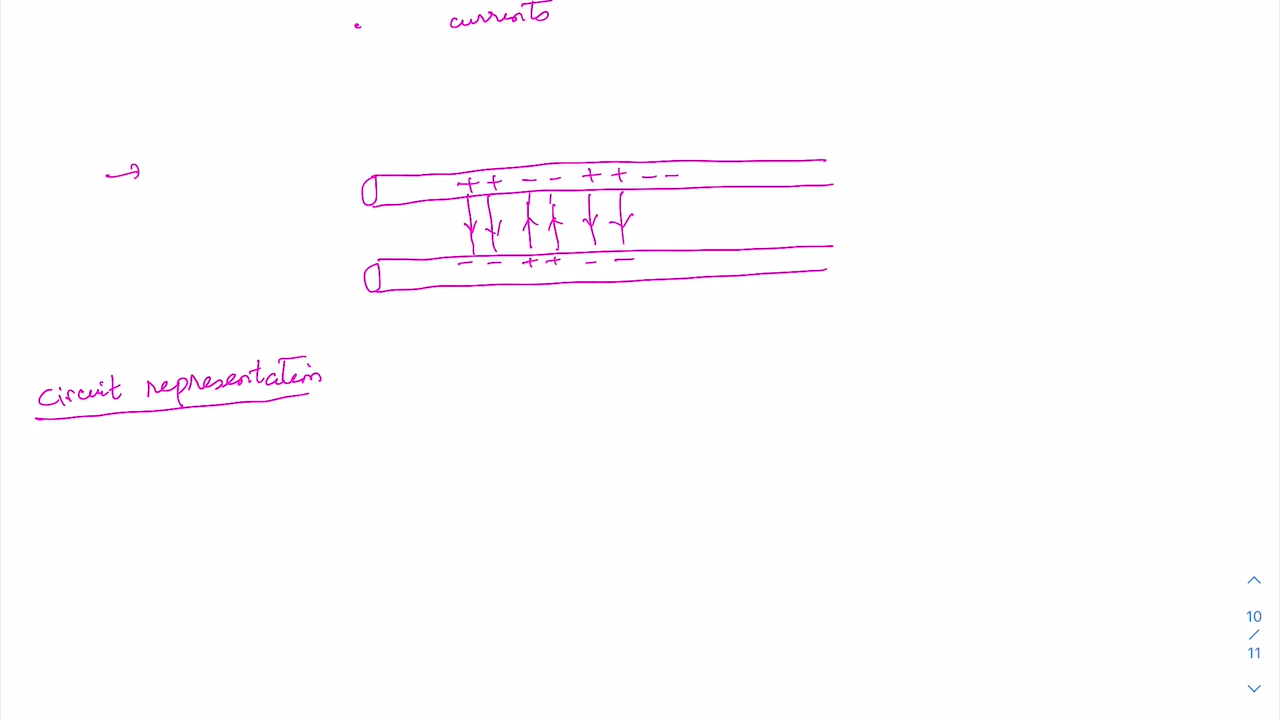 . currents
→
+ + - - + + - -
- - + + - -
Circuit representation
10
/
11